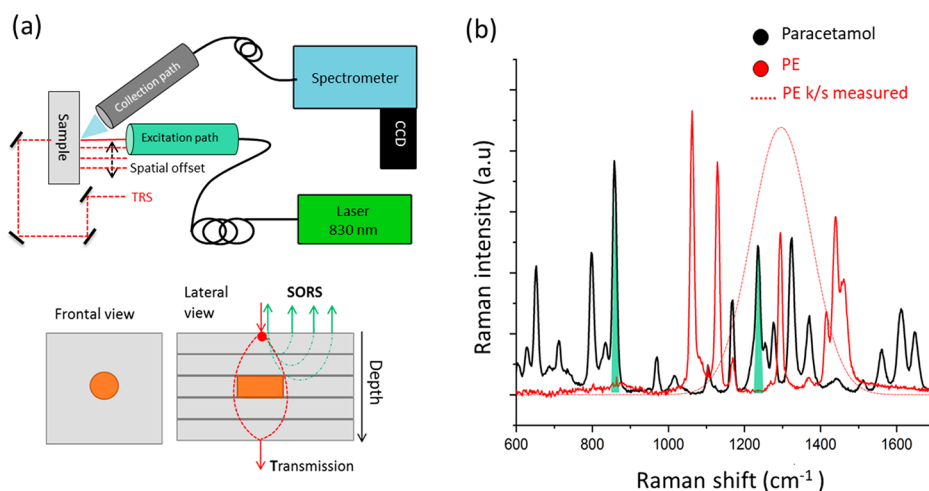 (a)
Collection path
Spectrometer
CCD
Sample
Excitation path
Spatial offset
TRS
Laser
830 nm
Frontal view
Lateral
view
SORS
Depth
Transmission
(b)
Paracetamol
PE
PE k/s measured
Raman intensity (a.u)
600 800 1000 1200 1400 1600
Raman shift (cm⁻¹)